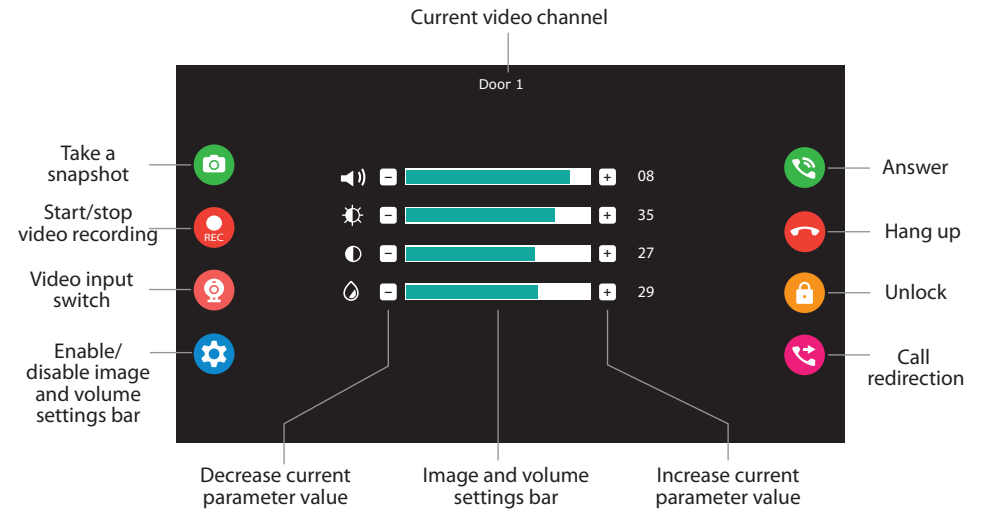 Current video channel
Door 1
Take a
snapshot
Start/stop
video recording
REC
Video input
switch
Enable/
disable image
and volume
settings bar
08
35
27
29
Answer
Hang up
Unlock
Call
redirection
Decrease current
parameter value
Image and volume
settings bar
Increase current
parameter value